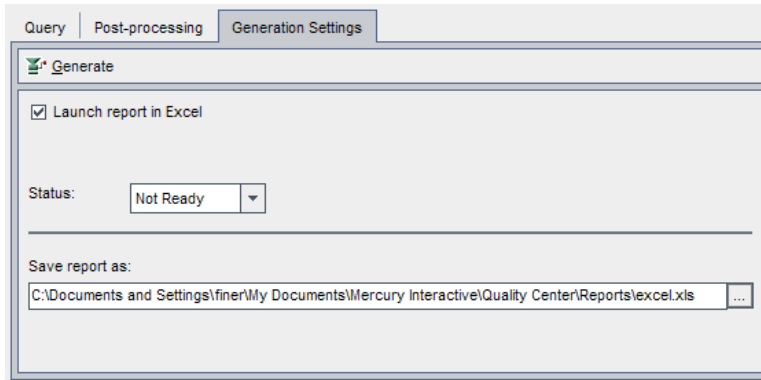 Query Post-processing Generation Settings
Generate
Launch report in Excel
Status: Not Ready
Save report as:
C:\Documents and Settings\finer\My Documents\Mercury Interactive\Quality Center\Reports\excel.xls ...